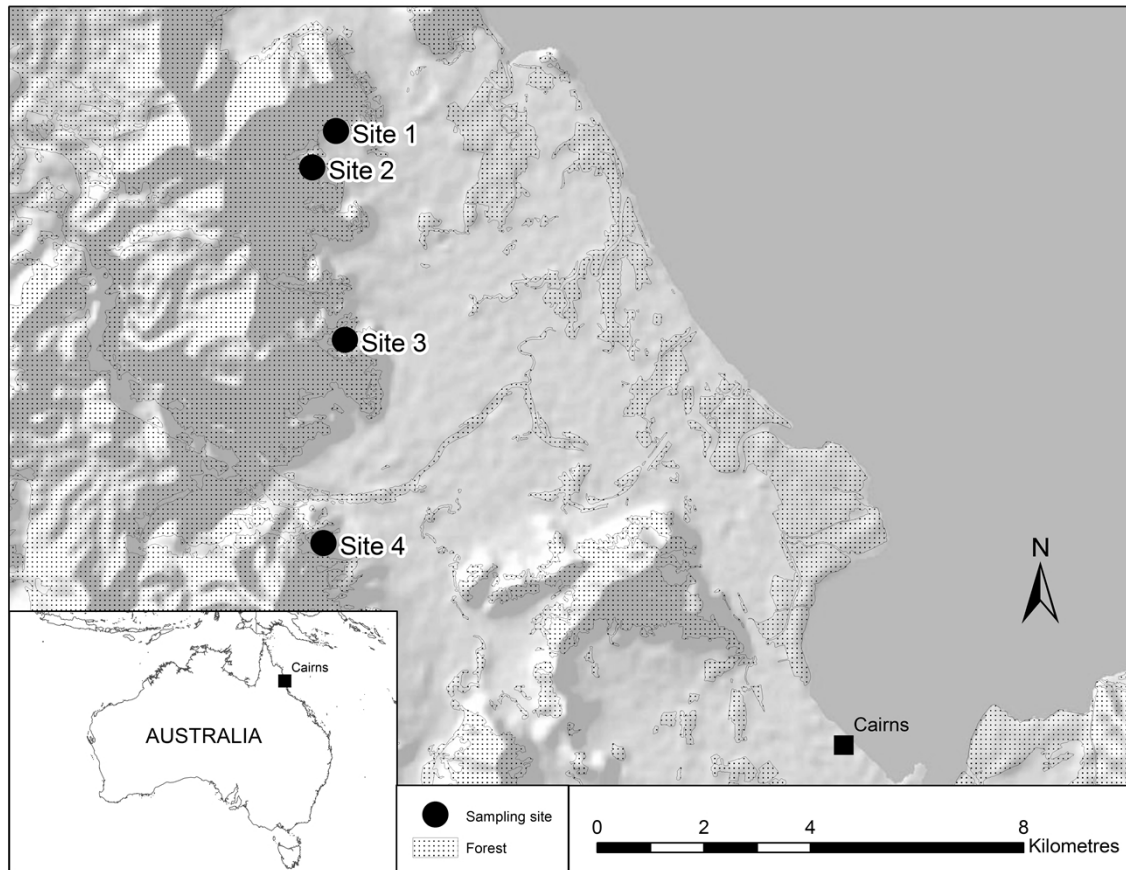 Site 1
Site 2
Site 3
Site 4
N
Cairns
AUSTRALIA
Cairns
Sampling site
Forest
0 2 4 8
Kilometres